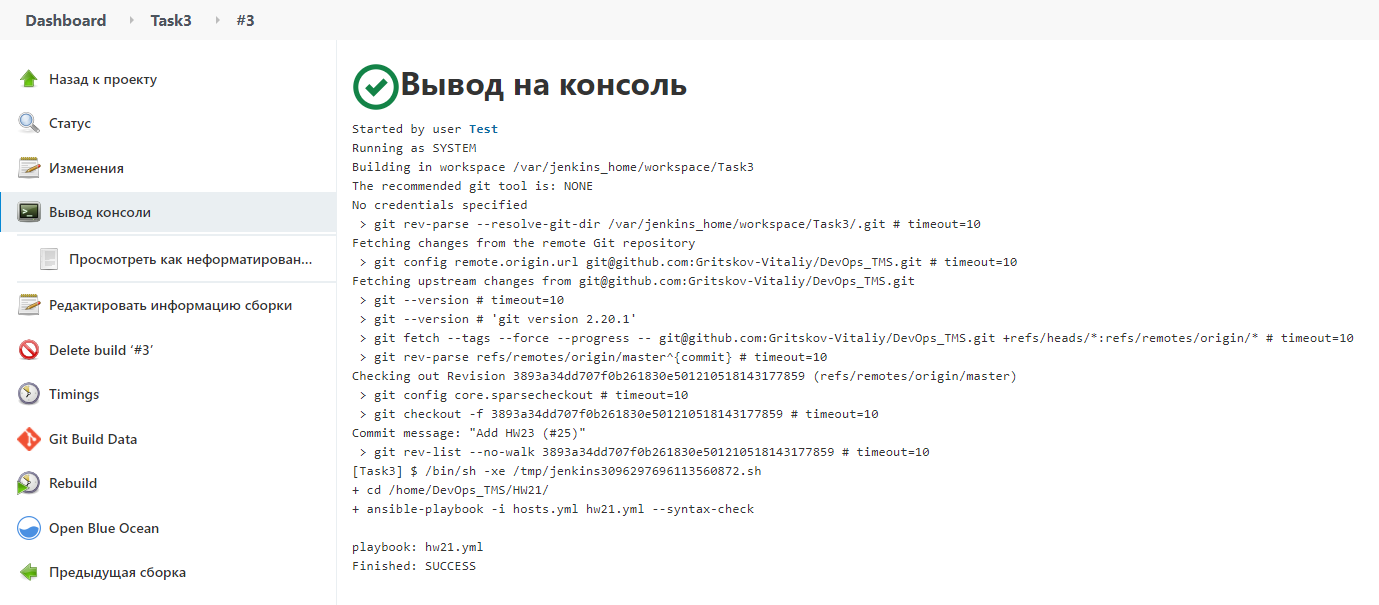 Dashboard Task3 #3
Назад к проекту
Статус
Изменения
Вывод консоли
Просмотреть как неформатирован...
Редактировать информацию сборки
Delete build ‘#3’
Timings
Git Build Data
Rebuild
Open Blue Ocean
Предыдущая сборка
Вывод на консоль
Started by user Test
Running as SYSTEM
Building in workspace /var/jenkins_home/workspace/Task3
The recommended git tool is: NONE
No credentials specified
> git rev-parse --resolve-git-dir /var/jenkins_home/workspace/Task3/.git # timeout=10
Fetching changes from the remote Git repository
> git config remote.origin.url git@github.com:Gritskov-Vitaliy/DevOps_TMS.git # timeout=10
Fetching upstream changes from git@github.com:Gritskov-Vitaliy/DevOps_TMS.git
> git --version # timeout=10
> git --version # 'git version 2.20.1'
> git fetch --tags --force --progress -- git@github.com:Gritskov-Vitaliy/DevOps_TMS.git +refs/heads/*:refs/remotes/origin/* # timeout=10
> git rev-parse refs/remotes/origin/master^{commit} # timeout=10
Checking out Revision 3893a34dd707f0b261830e501210518143177859 (refs/remotes/origin/master)
> git config core.sparsecheckout # timeout=10
> git checkout -f 3893a34dd707f0b261830e501210518143177859 # timeout=10
Commit message: "Add HW23 (#25)"
> git rev-list --no-walk 3893a34dd707f0b261830e501210518143177859 # timeout=10
[Task3] $ /bin/sh -xe /tmp/jenkins3096297696113560872.sh
+ cd /home/DevOps_TMS/HW21/
+ ansible-playbook -i hosts.yml hw21.yml --syntax-check
playbook: hw21.yml
Finished: SUCCESS